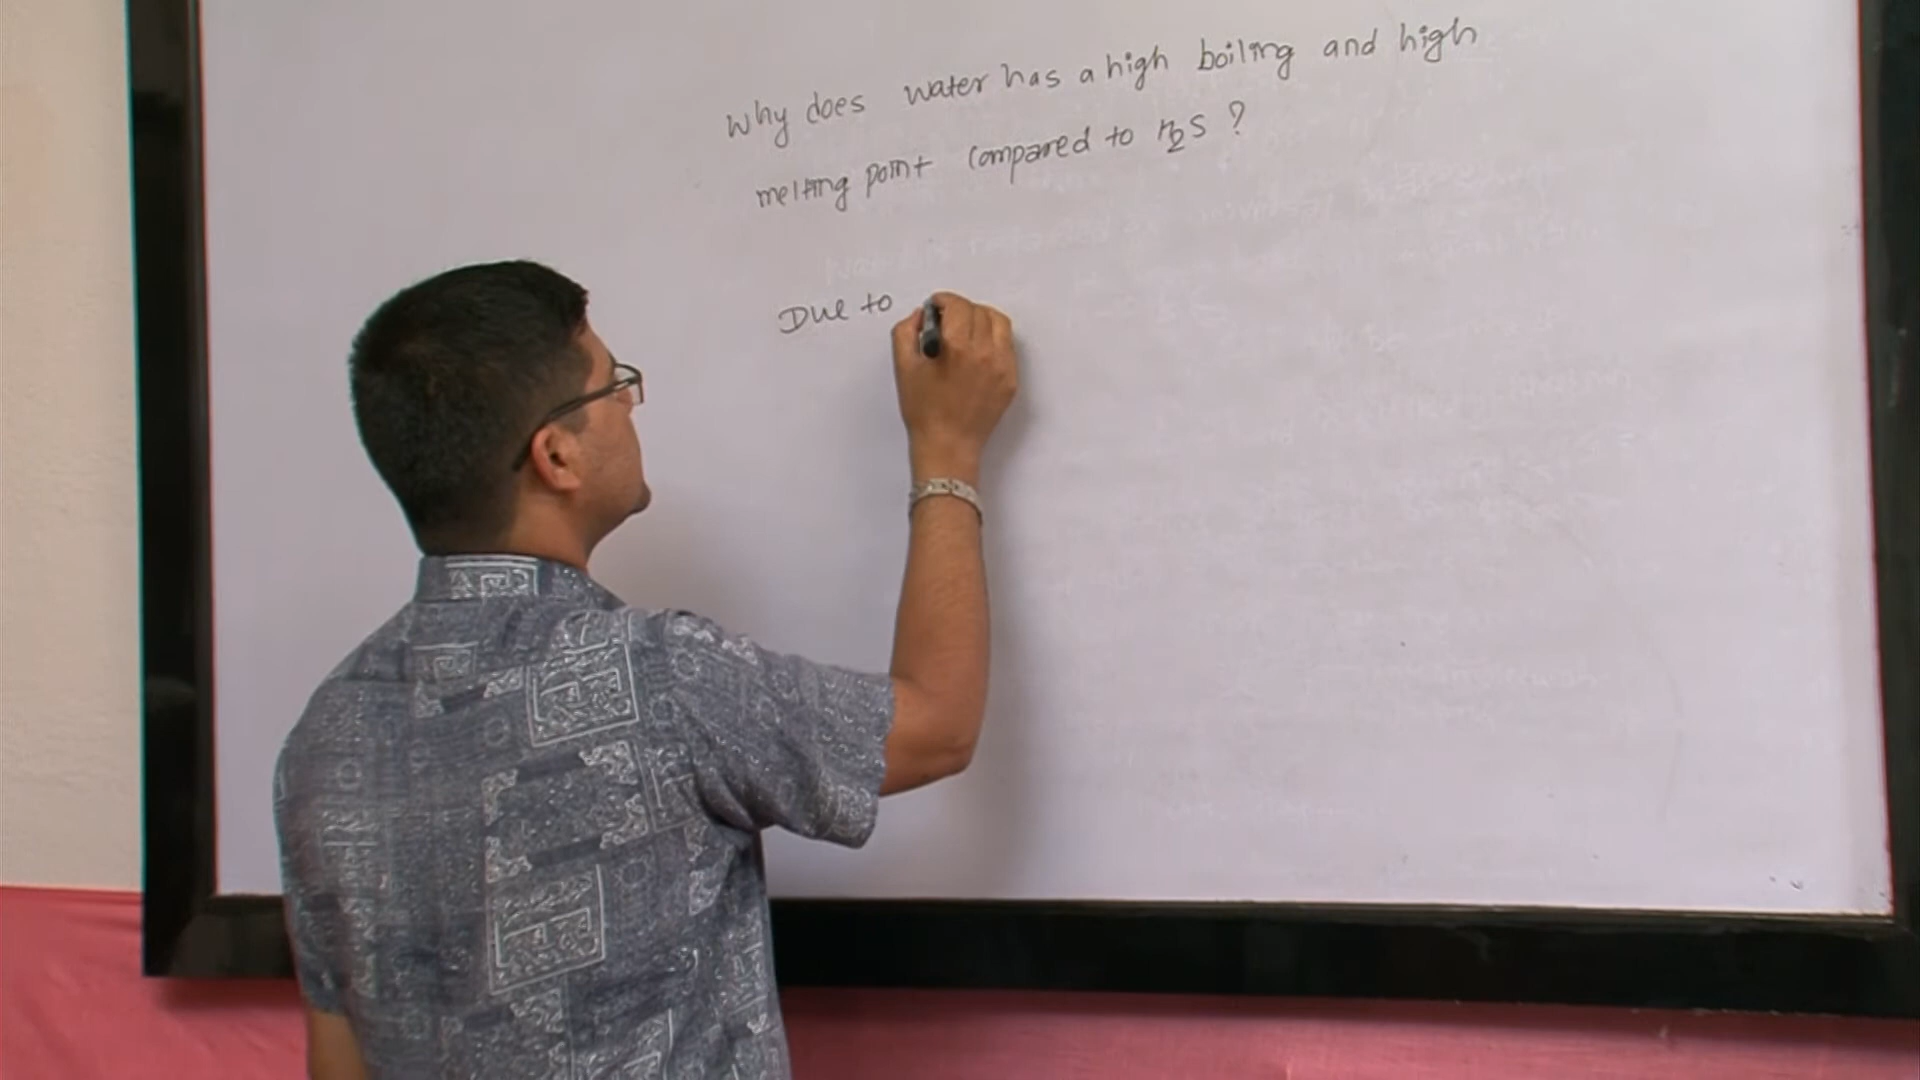 Why does water has a high boiling and high
melting point compared to H2S ?
Due to